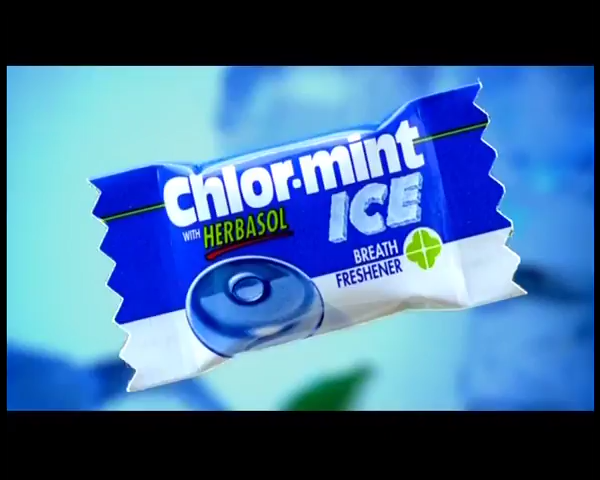 chlor·mint
ICE
WITH HERBASOL
BREATH
FRESHENER